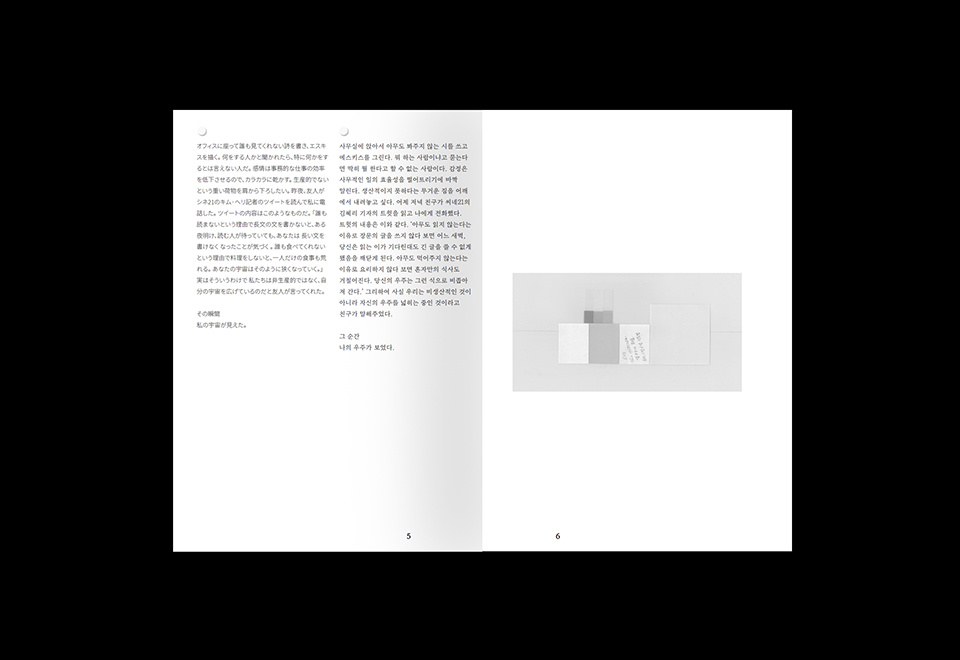 オフィスに座って誰も見てくれない詩を書き、エスキ
スを描く。何をする人かと聞かれたら、特に何かをす
るとは言えない人だ。感情は事務的な仕事の効率
を低下させるので、カラカラに乾かす。生産的でない
という重い荷物を肩から下ろしたい。昨夜、友人が
シネ21のキム・ヘリ記者のツイートを読んで私に電
話した。ツイートの内容はこのようなものだ。「誰も
読まないという理由で長文の文を書かないと、ある
夜明け、読む人が待っていても、あなたは 長い文を
書けなく なったことが気づく 。誰も食べてくれない
という理由で料理をしないと、一人だけの食事も荒
れる。あなたの宇宙はそのように狭くなっていく。」
実はそういうわけで 私たちは非生産的ではなく、自
分の宇宙を広げているのだと友人が言ってくれた。
その瞬間
私の宇宙が見えた。
사무실에 앉아서 아무도 봐주지 않는 시를 쓰고
에스키스를 그린다. 뭐 하는 사람이냐고 묻는다
면 딱히 뭘 한다고 할 수 없는 사람이다. 감정은
사무적인 일의 효율성을 떨어트리기에 바짝
말린다. 생산적이지 못하다는 무거운 짐을 어깨
에서 내려놓고 싶다. 어제 저녁 친구가 씨네21의
김혜리 기자의 트윗을 읽고 나에게 전화했다.
트윗의 내용은 이와 같다. '아무도 읽지 않는다는
이유로 장문의 글을 쓰지 않다 보면 어느 새벽,
당신은 읽는 이가 기다린대도 긴 글을 쓸 수 없게
됐음을 깨닫게 된다. 아무도 먹어주지 않는다는
이유로 요리하지 않다 보면 혼자만의 식사도
거칠어진다. 당신의 우주는 그런 식으로 비좁아
져 간다.' 그리하여 사실 우리는 비생산적인 것이
아니라 자신의 우주를 넓히는 중인 것이라고
친구가 말해주었다.
그 순간
나의 우주가 보였다.
5
6